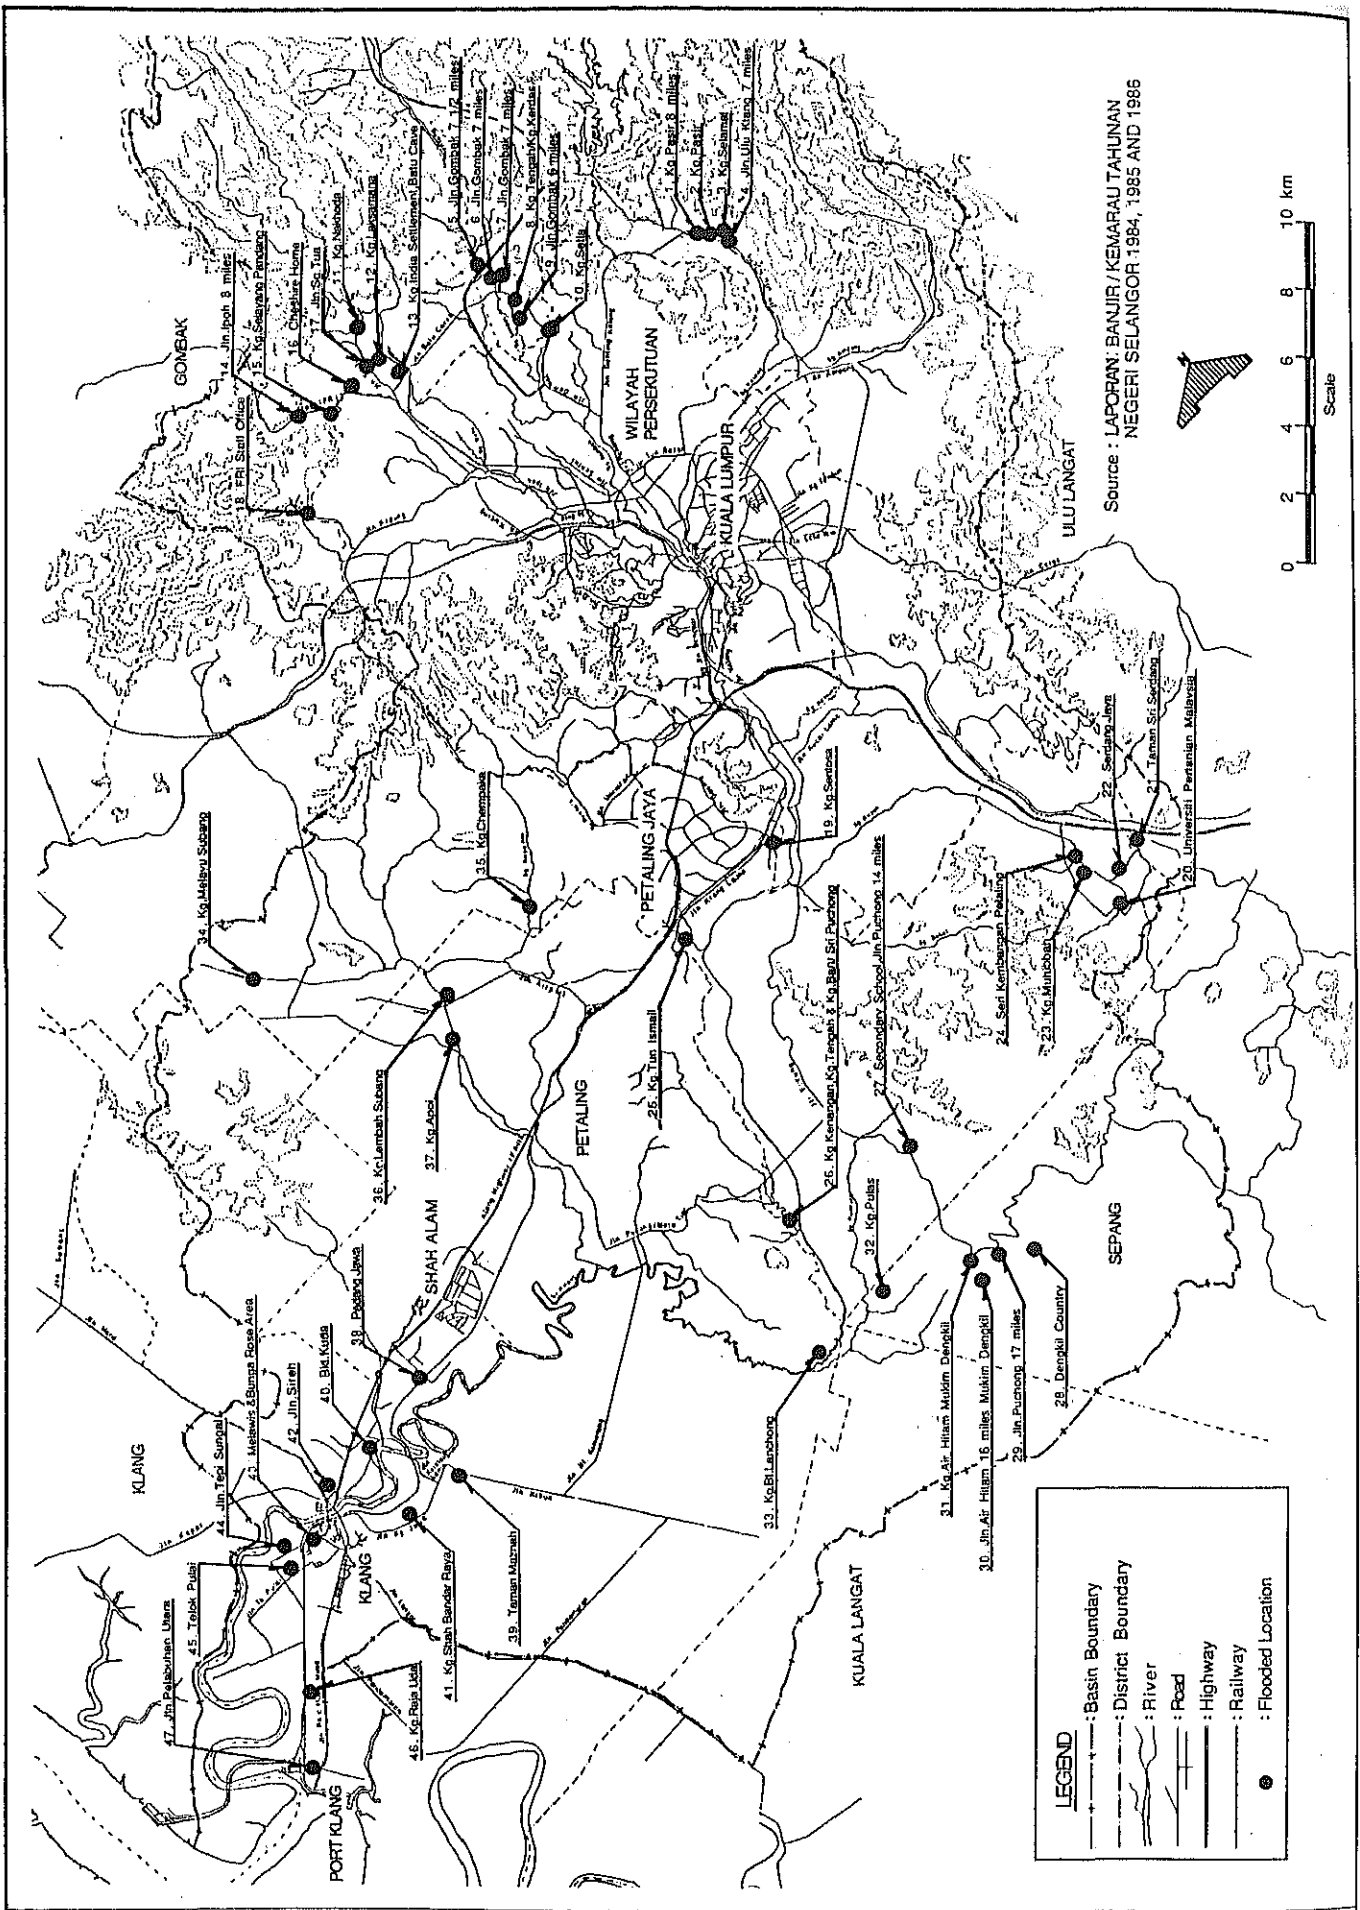 GOMBAK
14. Jln.Ipoh 8 miles
15. Kg.Selayang Pandang
16. Cheshire Home
17. Jln.Sg.Tua
11. Kg.Nakhoda
12. Kg.Laksamana
13. Kg.India Settlement,Batu Cave
18. FRI Supti Office
5. Jln.Gombak 7 1/2 miles
6. Jln.Gombak 7 miles
7. Jln.Gombak 7 miles
8. Kg.Tengah/Kg.Kerdas
9. Jln.Gombak 6 miles
10. Kg.Setia
1. Kg.Pasir 8 miles
2. Kg.Pasir
3. Kg.Selamat
4. Jln.Ulu Klang 7 miles
WILAYAH
PERSEKUTUAN
KUALA LUMPUR
ULU LANGAT
34. Kg.Melayu Subang
35. Kg.Chempaka
36. Kg.Lembah Subang
37. Kg.Aboi
PETALING JAYA
19. Kg.Sentosa
22. Serdang Jaya
21. Taman Sri Serdang
20. Universiti Pertanian Malaysia
24. Seri Kembangan Petaling
23. Kg.Muhibbah
25. Kg.Tun Ismail
26. Kg.Kenangan,Kg.Tengah & Kg.Baru Sri Puchong
27. Secondary School,Jln.Puchong 14 miles
PETALING
SHAH ALAM
38. Padang Jawa
32. Kg.Pulas
33. Kg.Bt.Lanchong
31. Kg.Air Hitam Mukim Dengkil
30. Jln.Air Hitam 16 miles Mukim Dengkil
29. Jln.Puchong 17 miles
28. Dengkil Country
SEPANG
KLANG
44. Jln.Tepi Sungai
43. Melawis & Bunga Rose Area
42. Jln.Sireh
40. Bkt.Kuda
45. Telok Pulai
47. Jln.Pelabuhan Utara
KLANG
46. Kg.Raja Uda
41. Kg.Shah Bandar Raya
39. Taman Maznah
PORT KLANG
KUALA LANGAT
Source : LAPORAN BANJIR / KEMARAU TAHUNAN
NEGERI SELANGOR 1984, 1985 AND 1986
0 2 4 6 8 10 km
Scale
LEGEND
: Basin Boundary
: District Boundary
: River
: Road
: Highway
: Railway
: Flooded Location